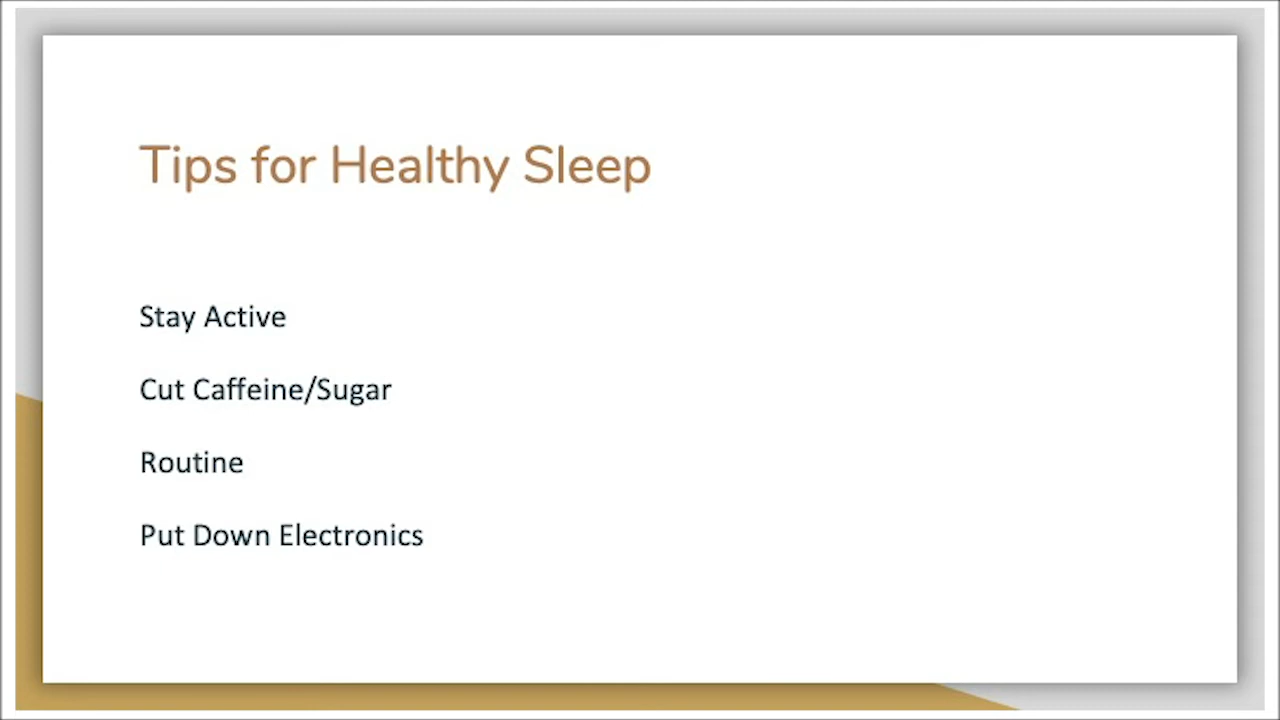 Tips for Healthy Sleep
Stay Active
Cut Caffeine/Sugar
Routine
Put Down Electronics